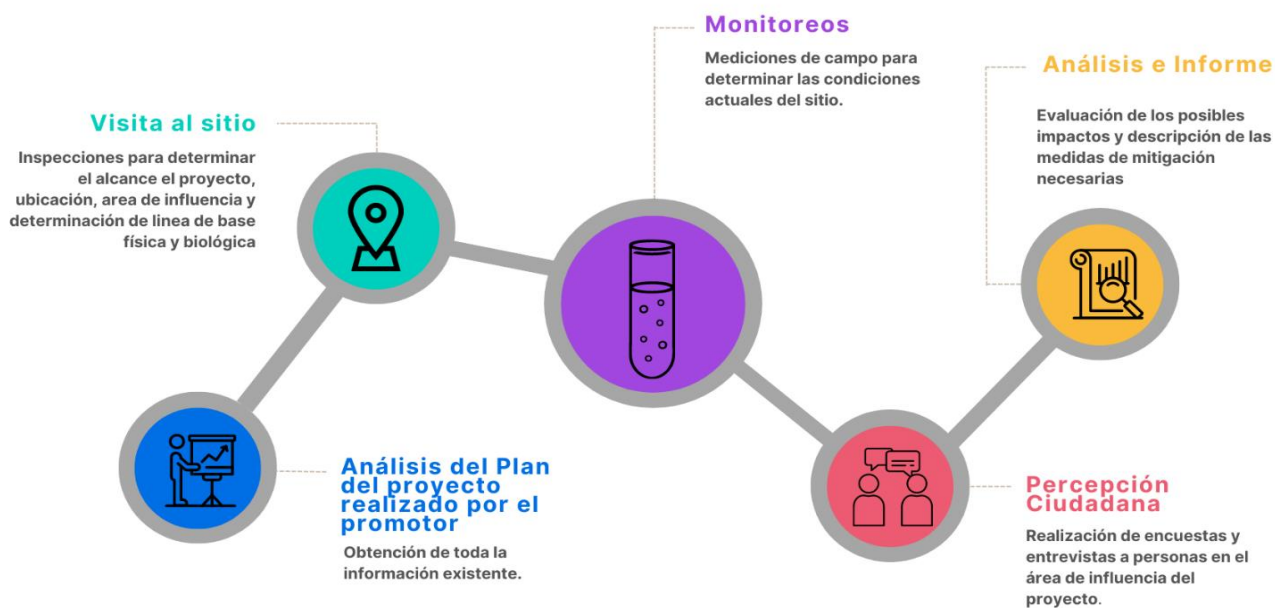 Monitoreos
Mediciones de campo para
determinar las condiciones
actuales del sitio.
Análisis e Informe
Evaluación de los posibles
impactos y descripción de las
medidas de mitigación
necesarias
Visita al sitio
Inspecciones para determinar
el alcance el proyecto,
ubicación, area de influencia y
determinación de linea de base
física y biológica
Análisis del Plan
del proyecto
realizado por el
promotor
Obtención de toda la
información existente.
Percepción
Ciudadana
Realización de encuestas y
entrevistas a personas en el
área de influencia del
proyecto.